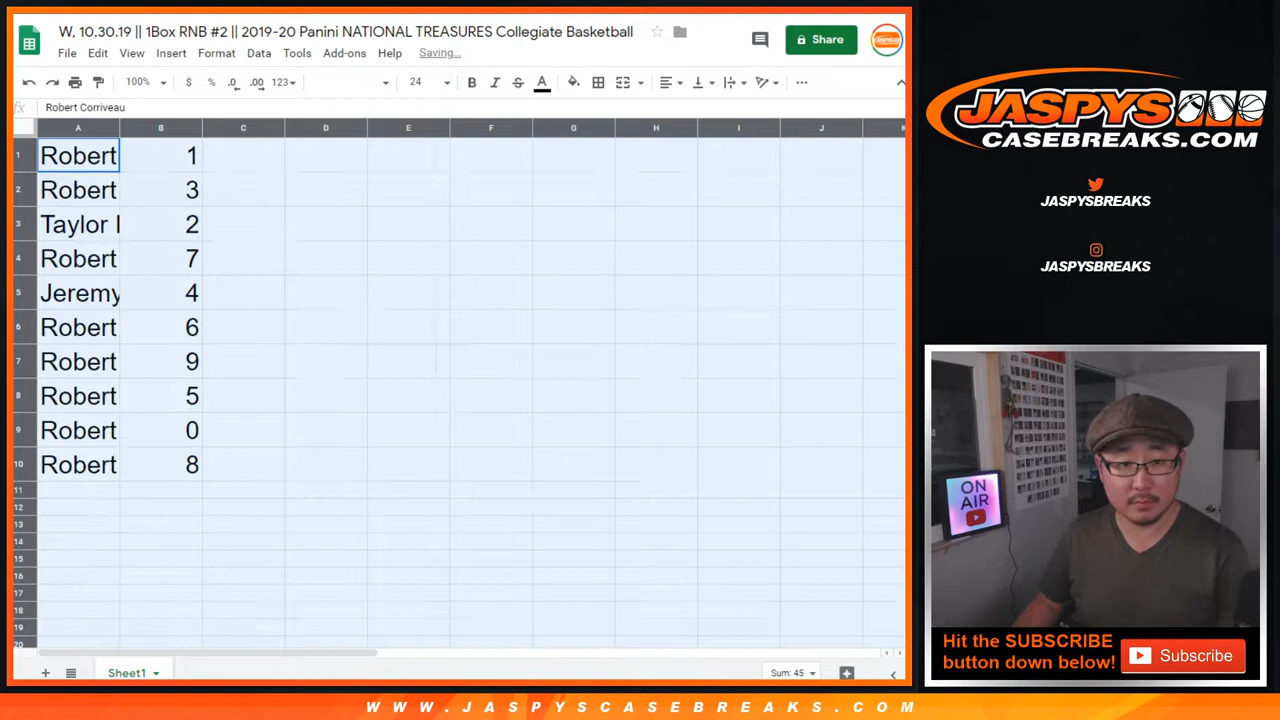 W, 10.30.19 || 1Box RNB #2 || 2019-20 Panini NATIONAL TREASURES Collegiate Basketball
File Edit View Insert Format Data Tools Add-ons Help Saving...
Share
100% $ % .0 .00 123 24 B I S A
fx Robert Corriveau
A B C D E F G H I J K
1 Robert 1
2 Robert 3
3 Taylor 2
4 Robert 7
5 Jeremy 4
6 Robert 6
7 Robert 9
8 Robert 5
9 Robert 0
10 Robert 8
11
12
13
14
15
16
17
18
19
20
Sheet1
Sum: 45
JASPYS
CASEBREAKS.COM
JASPYSBREAKS
JASPYSBREAKS
ON
AIR
Hit the SUBSCRIBE
button down below!
Subscribe
WWW.JASPYSCASEBREAKS.COM